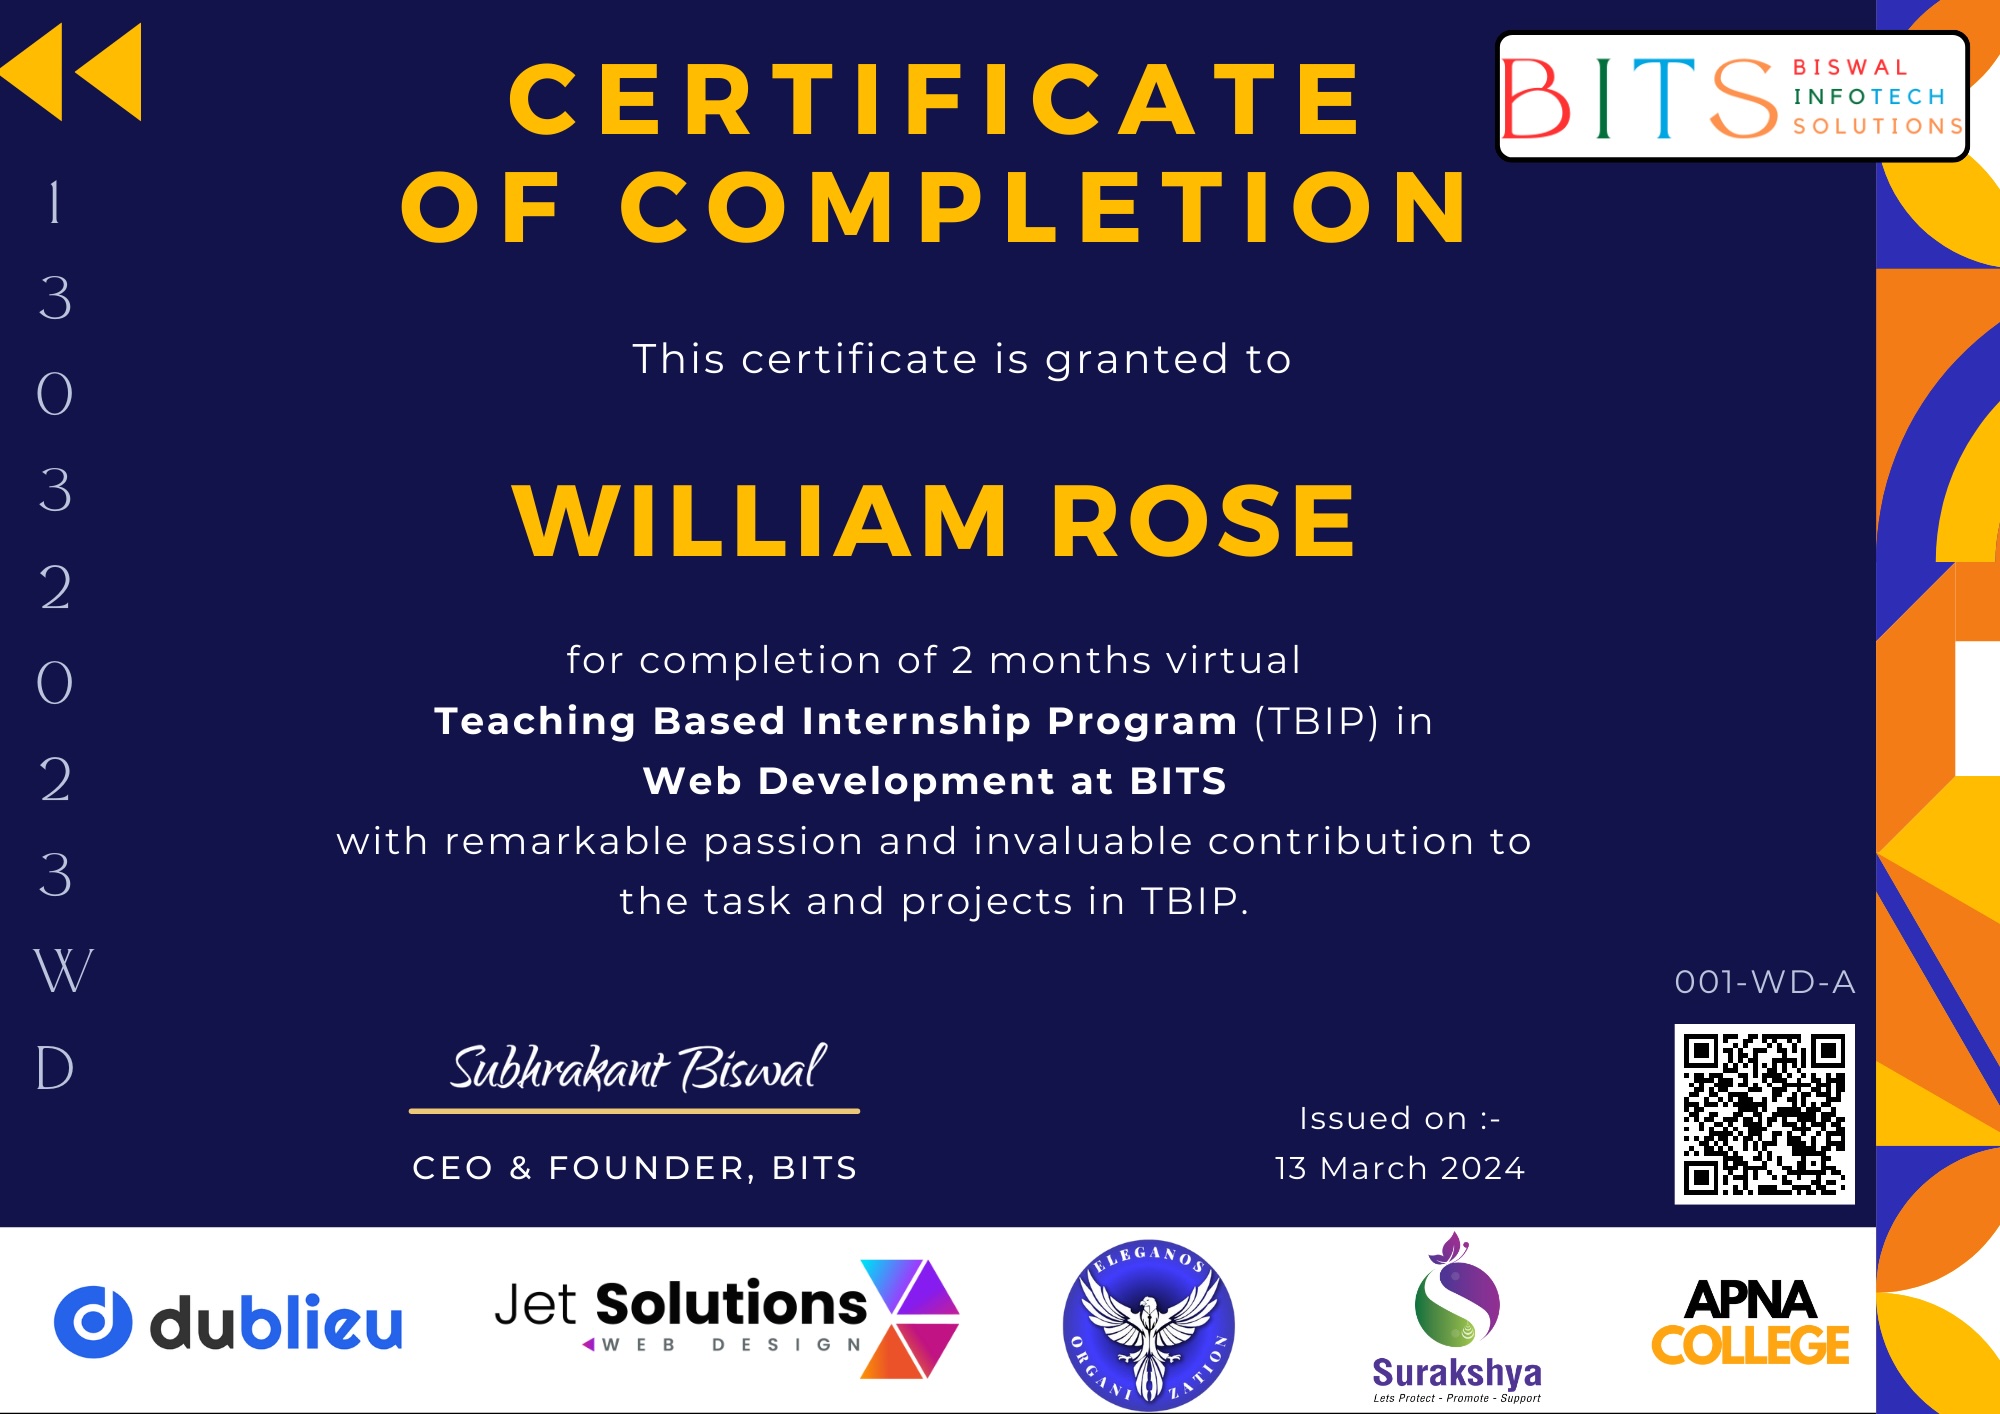 CERTIFICATE
OF COMPLETION
BITS
BISWAL
INFOTECH
SOLUTIONS
1
3
0
3
2
0
2
3
W
D
This certificate is granted to
WILLIAM ROSE
for completion of 2 months virtual
Teaching Based Internship Program (TBIP) in
Web Development at BITS
with remarkable passion and invaluable contribution to
the task and projects in TBIP.
001-WD-A
Subhrakant Biswal
CEO & FOUNDER, BITS
Issued on :-
13 March 2024
dublieu
Jet Solutions
WEB DESIGN
ELEGANOS
ORGANIZATION
Surakshya
Lets Protect - Promote - Support
APNA
COLLEGE